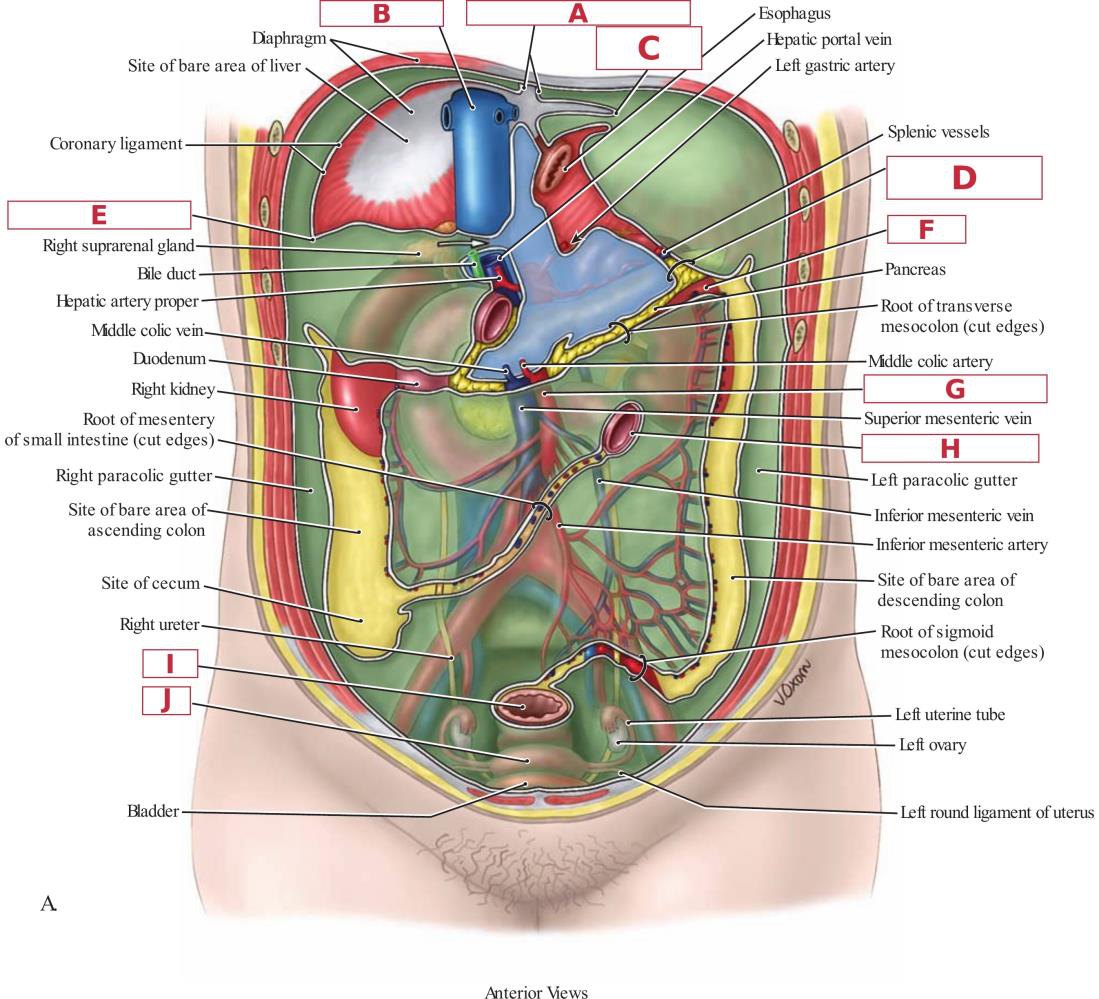 B
A
Esophagus
C
Diaphragm
Hepatic portal vein
Site of bare area of liver
Left gastric artery
Coronary ligament
Splenic vessels
D
E
F
Right suprarenal gland
Bile duct
Pancreas
Hepatic artery proper
Root of transverse
mesocolon (cut edges)
Middle colic vein
Duodenum
Middle colic artery
Right kidney
G
Root of mesentery
of small intestine (cut edges)
Superior mesenteric vein
H
Right paracolic gutter
Left paracolic gutter
Site of bare area of
ascending colon
Inferior mesenteric vein
Inferior mesenteric artery
Site of cecum
Site of bare area of
descending colon
Right ureter
Root of sigmoid
mesocolon (cut edges)
I
J
VOxorn
Left uterine tube
Left ovary
Bladder
Left round ligament of uterus
A.
Anterior Views